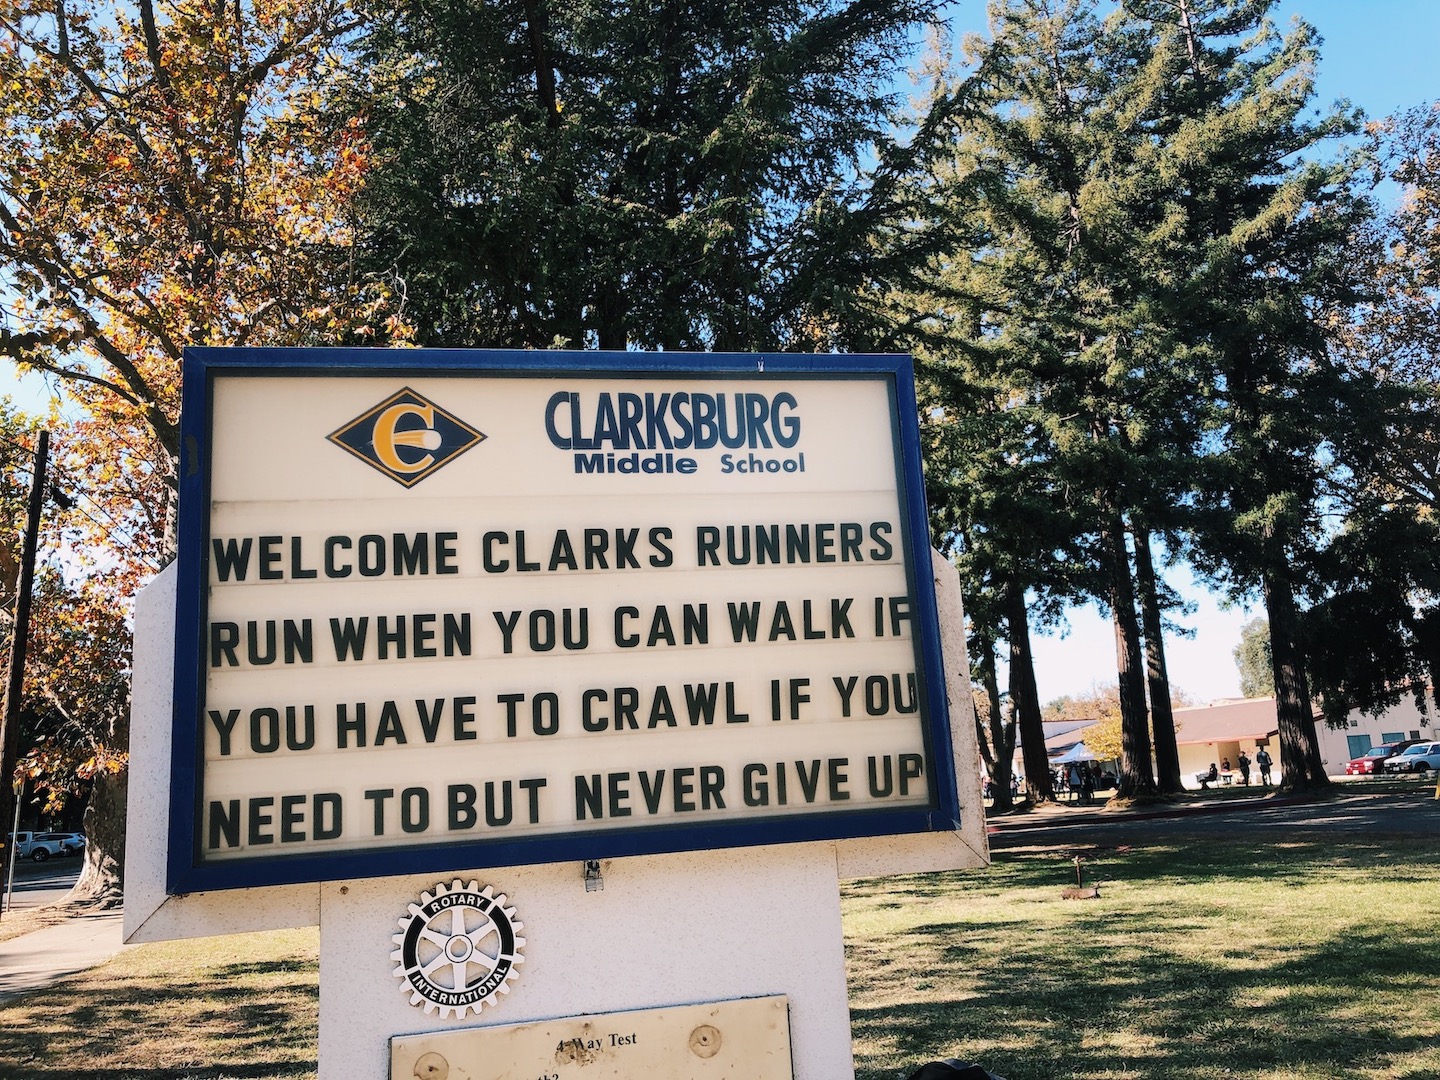 C
CLARKSBURG
Middle School
WELCOME CLARKS RUNNERS
RUN WHEN YOU CAN WALK IF
YOU HAVE TO CRAWL IF YOU
NEED TO BUT NEVER GIVE UP
ROTARY
INTERNATIONAL
4-Way Test